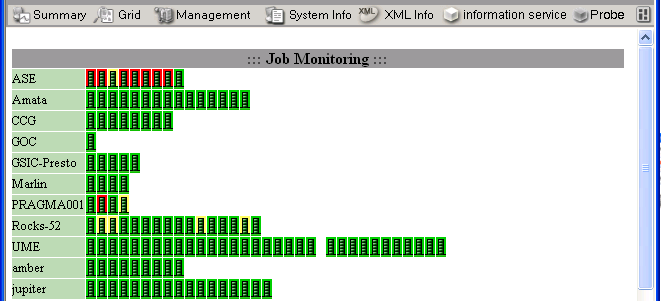 Summary Grid Management System Info XML XML Info information service Probe
::: Job Monitoring :::
ASE
Amata
CCG
GOC
GSIC-Presto
Marlin
PRAGMA001
Rocks-52
UME
amber
jupiter